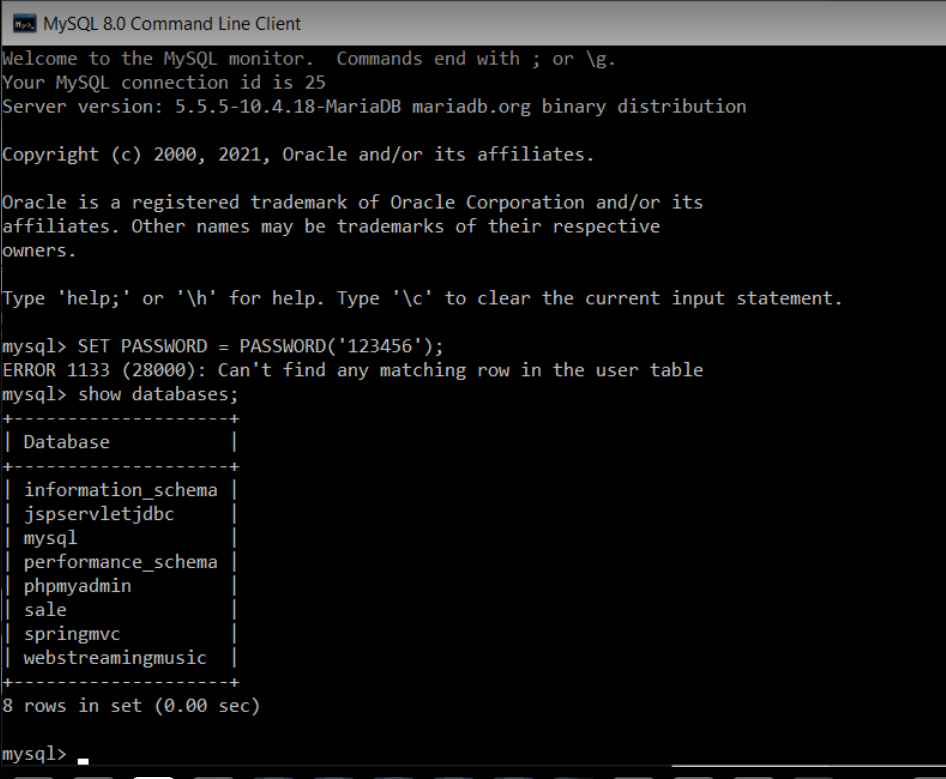 MySQL 8.0 Command Line Client
Welcome to the MySQL monitor.  Commands end with ; or \g.
Your MySQL connection id is 25
Server version: 5.5.5-10.4.18-MariaDB mariadb.org binary distribution
Copyright (c) 2000, 2021, Oracle and/or its affiliates.
Oracle is a registered trademark of Oracle Corporation and/or its
affiliates. Other names may be trademarks of their respective
owners.
Type 'help;' or '\h' for help. Type '\c' to clear the current input statement.
mysql> SET PASSWORD = PASSWORD('123456');
ERROR 1133 (28000): Can't find any matching row in the user table
mysql> show databases;
+--------------------+
| Database           |
+--------------------+
| information_schema |
| jspservletjdbc     |
| mysql              |
| performance_schema |
| phpmyadmin         |
| sale               |
| springmvc          |
| webstreamingmusic  |
+--------------------+
8 rows in set (0.00 sec)
mysql>